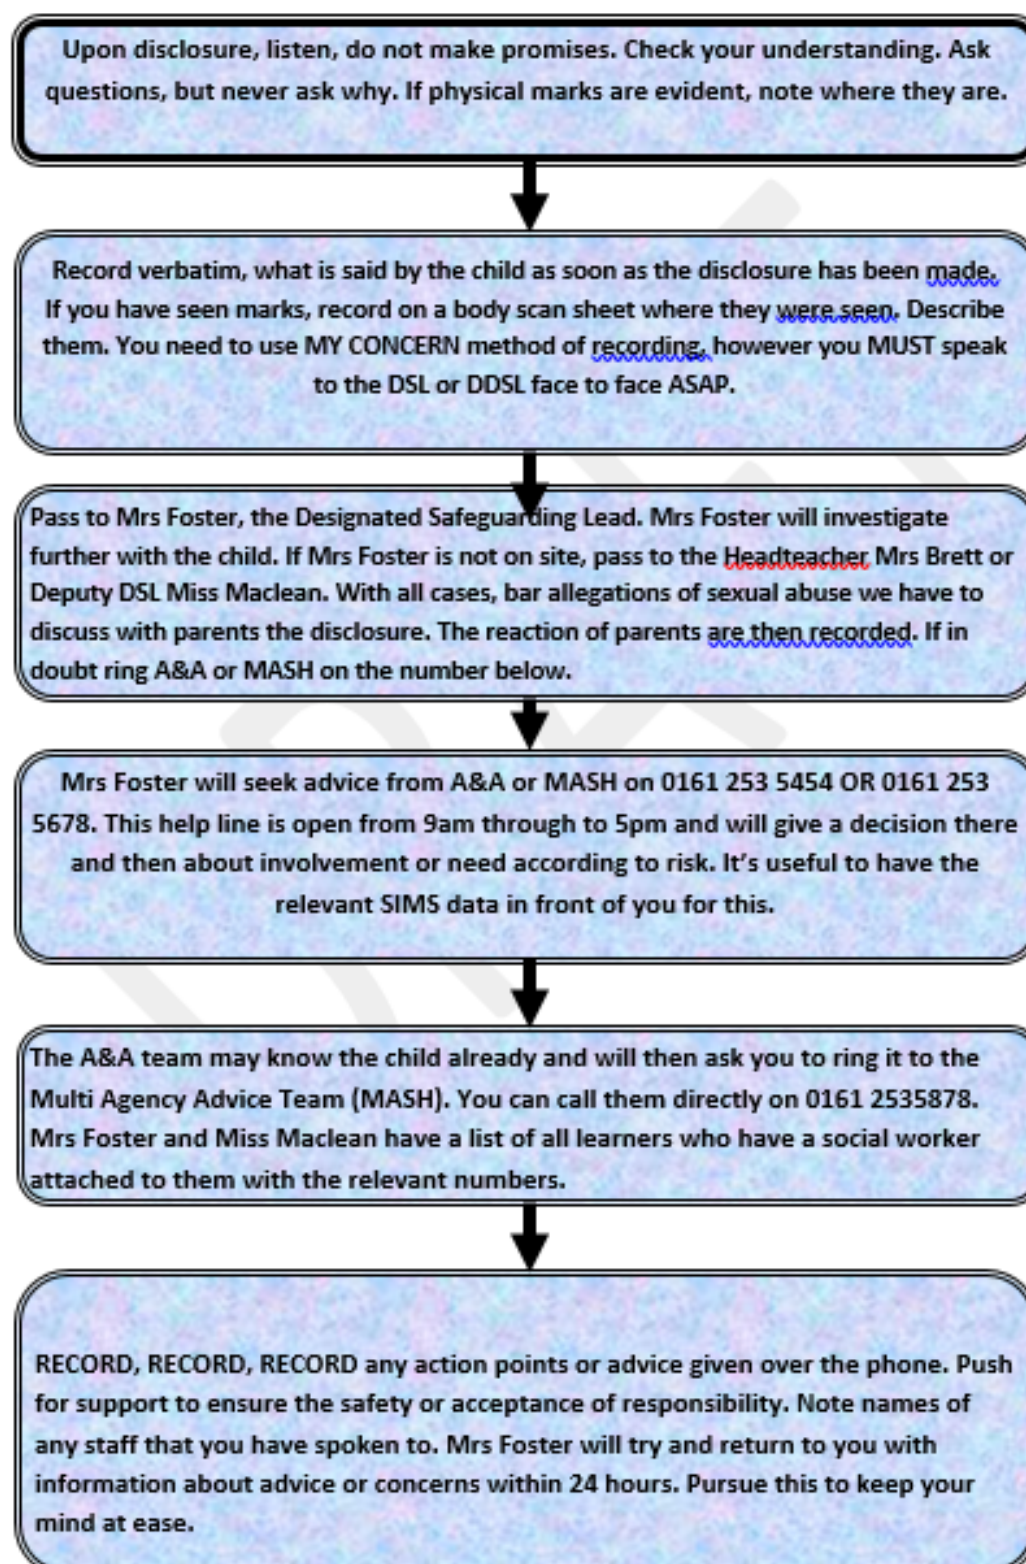 Upon disclosure, listen, do not make promises. Check your understanding. Ask
questions, but never ask why. If physical marks are evident, note where they are.
Record verbatim, what is said by the child as soon as the disclosure has been made.
If you have seen marks, record on a body scan sheet where they were seen. Describe
them. You need to use MY CONCERN method of recording, however you MUST speak
to the DSL or DDSL face to face ASAP.
Pass to Mrs Foster, the Designated Safeguarding Lead. Mrs Foster will investigate
further with the child. If Mrs Foster is not on site, pass to the Headteacher Mrs Brett or
Deputy DSL Miss Maclean. With all cases, bar allegations of sexual abuse we have to
discuss with parents the disclosure. The reaction of parents are then recorded. If in
doubt ring A&A or MASH on the number below.
Mrs Foster will seek advice from A&A or MASH on 0161 253 5454 OR 0161 253
5678. This help line is open from 9am through to 5pm and will give a decision there
and then about involvement or need according to risk. It’s useful to have the
relevant SIMS data in front of you for this.
The A&A team may know the child already and will then ask you to ring it to the
Multi Agency Advice Team (MASH). You can call them directly on 0161 2535878.
Mrs Foster and Miss Maclean have a list of all learners who have a social worker
attached to them with the relevant numbers.
RECORD, RECORD, RECORD any action points or advice given over the phone. Push
for support to ensure the safety or acceptance of responsibility. Note names of
any staff that you have spoken to. Mrs Foster will try and return to you with
information about advice or concerns within 24 hours. Pursue this to keep your
mind at ease.